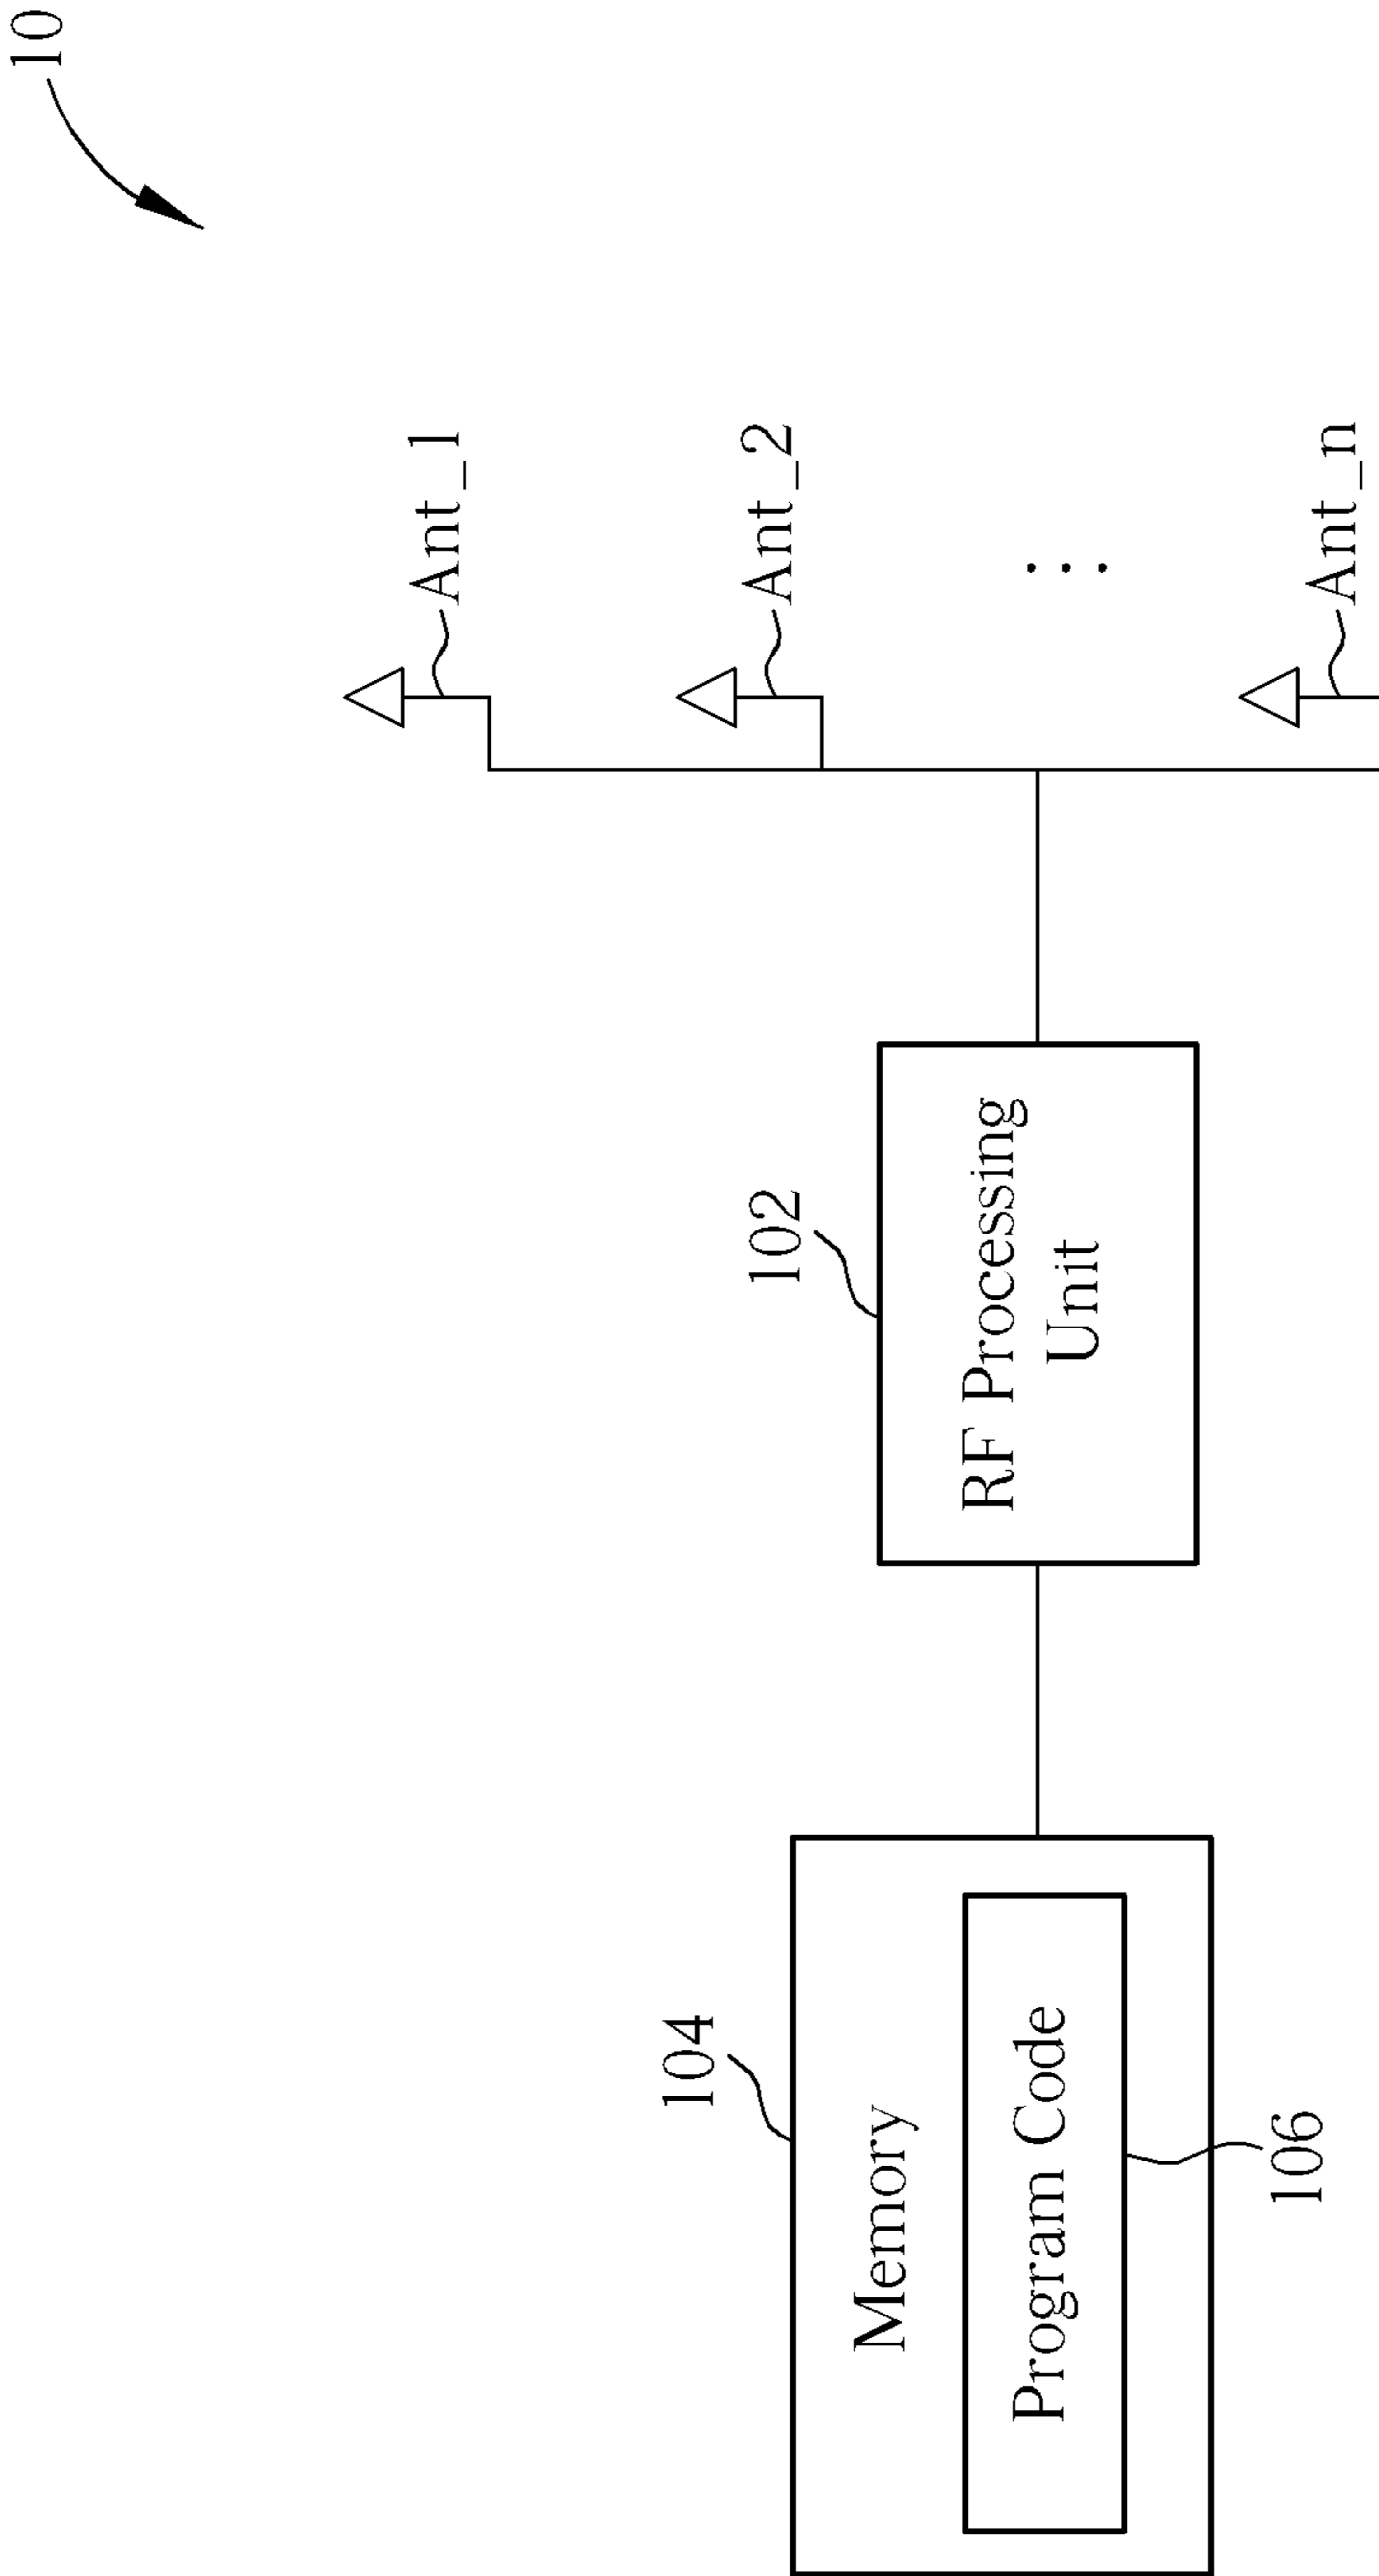 10
Ant_1
Ant_2
...
Ant_n
102
RF Processing
Unit
104
Memory
Program Code
106